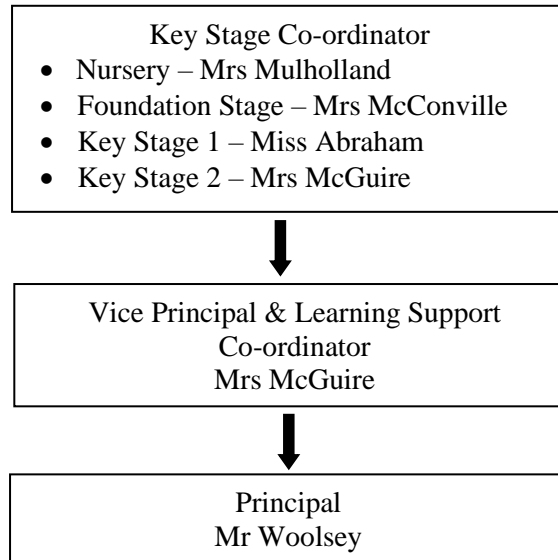 Key Stage Co-ordinator
• Nursery – Mrs Mulholland
• Foundation Stage – Mrs McConville
• Key Stage 1 – Miss Abraham
• Key Stage 2 – Mrs McGuire
Vice Principal & Learning Support
Co-ordinator
Mrs McGuire
Principal
Mr Woolsey